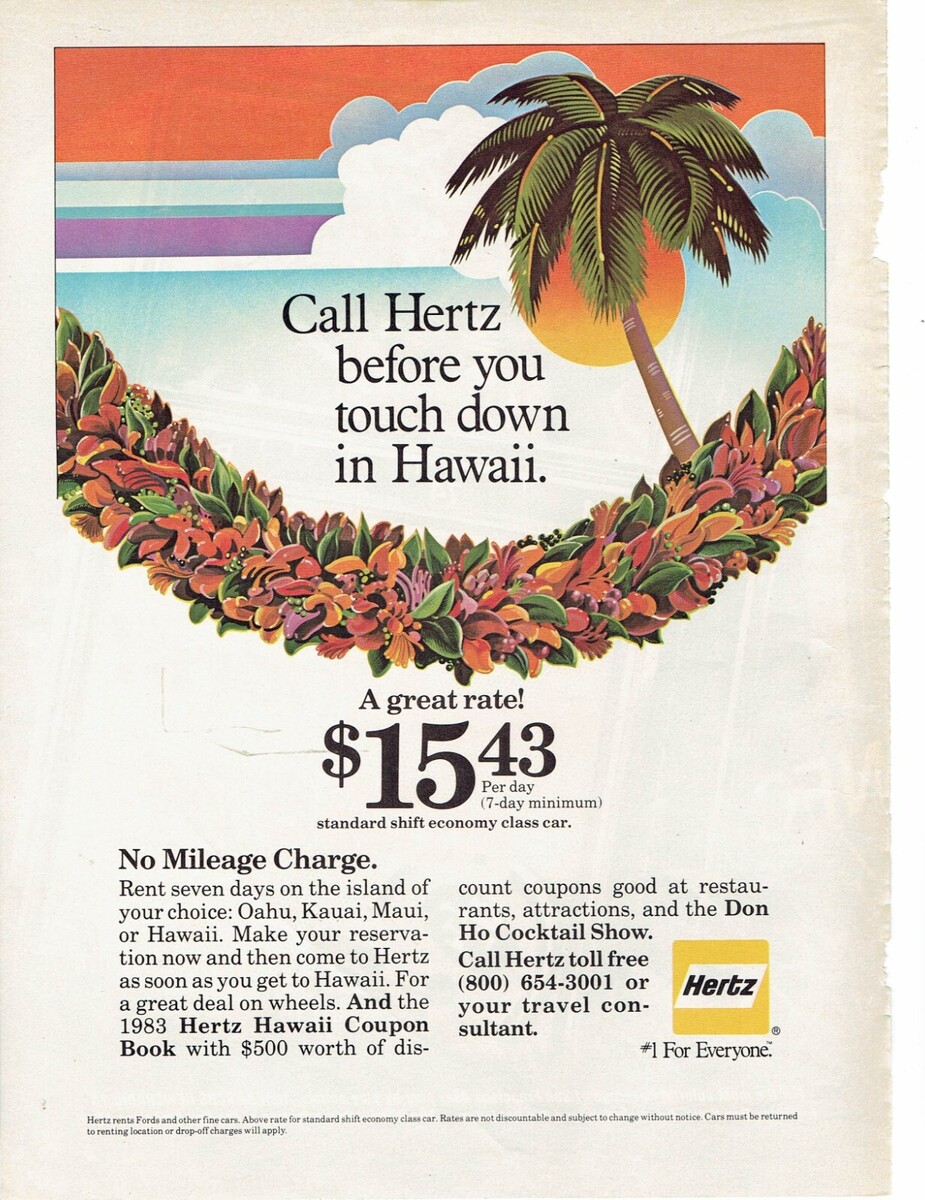 Call Hertz
before you
touch down
in Hawaii.
A great rate!
$15 43
Per day
(7-day minimum)
standard shift economy class car.
No Mileage Charge.
Rent seven days on the island of
your choice: Oahu, Kauai, Maui,
or Hawaii. Make your reserva-
tion now and then come to Hertz
as soon as you get to Hawaii. For
a great deal on wheels. And the
1983 Hertz Hawaii Coupon
Book with $500 worth of dis-
count coupons good at restau-
rants, attractions, and the Don
Ho Cocktail Show.
Call Hertz toll free
(800) 654-3001 or
your travel con-
sultant.
Hertz
®
#1 For Everyone.™
Hertz rents Fords and other fine cars. Above rate for standard shift economy class car. Rates are not discountable and subject to change without notice. Cars must be returned
to renting location or drop-off charges will apply.